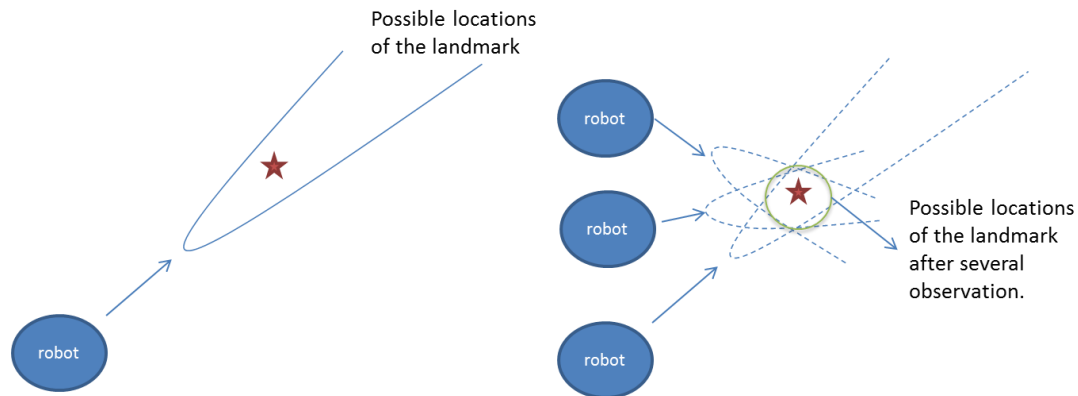 Possible locations
of the landmark
robot
robot
robot
robot
Possible locations
of the landmark
after several
observation.